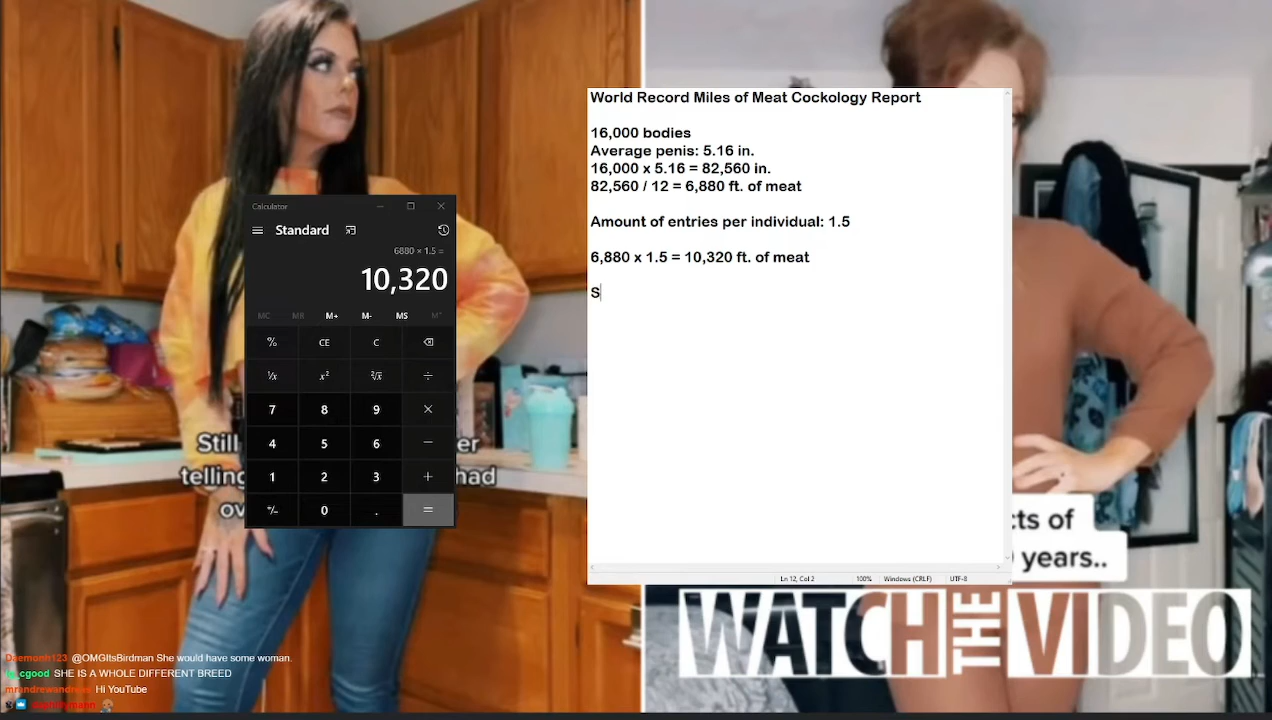 World Record Miles of Meat Cockology Report
16,000 bodies
Average penis: 5.16 in.
16,000 x 5.16 = 82,560 in.
82,560 / 12 = 6,880 ft. of meat
Amount of entries per individual: 1.5
6,880 x 1.5 = 10,320 ft. of meat
S
Ln 12, Col 2 100% Windows (CRLF) UTF-8
Calculator
Standard
6880 × 1.5 =
10,320
MC MR M+ M- MS M˅
% CE C
¹/x x² ²√x ÷
7 8 9 ×
4 5 6 −
1 2 3 +
+/- 0 . =
Still er
telling had
ov
cts of
years..
WATCH THE VIDEO
@OMGItsBirdman She would have some woman.
SHE IS A WHOLE DIFFERENT BREED
Hi YouTube